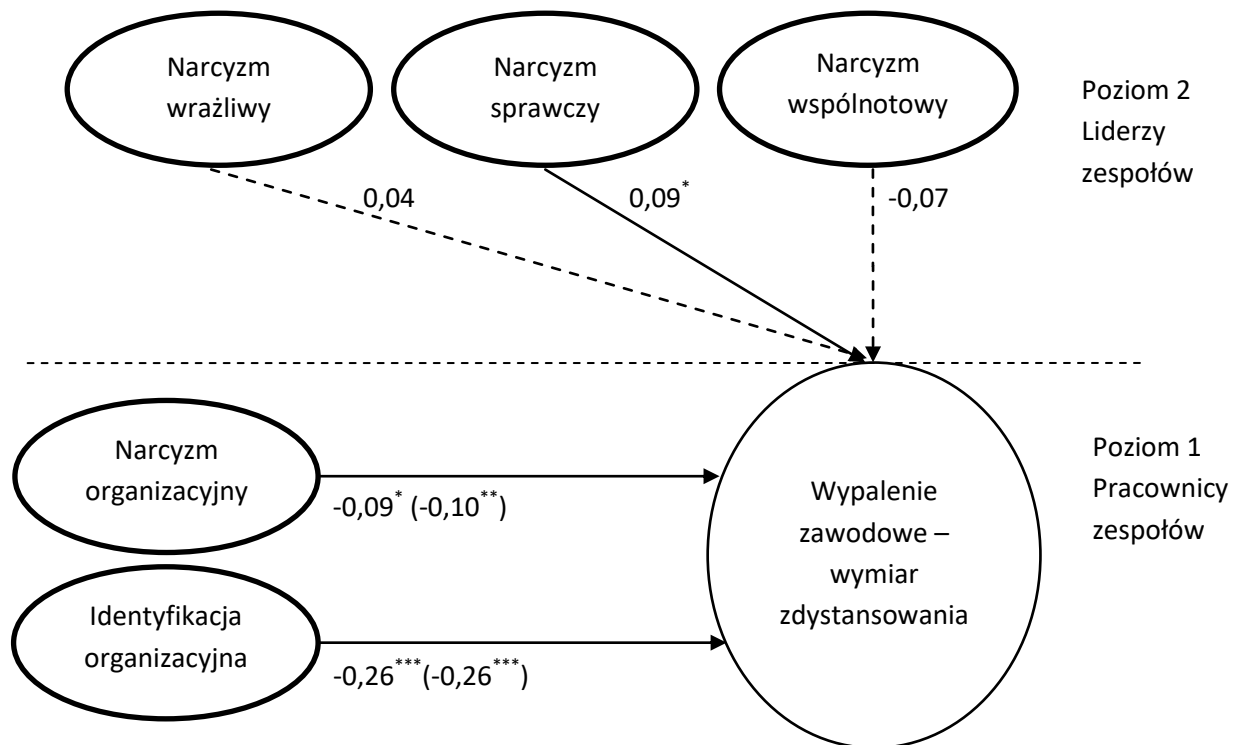 Narcyzm
wrażliwy
Narcyzm
sprawczy
Narcyzm
wspólnotowy
Poziom 2
Liderzy
zespołów
0,04
0,09*
-0,07
Narcyzm
organizacyjny
-0,09* (-0,10**)
Identyfikacja
organizacyjna
-0,26***(-0,26***)
Wypalenie
zawodowe –
wymiar
zdystansowania
Poziom 1
Pracownicy
zespołów